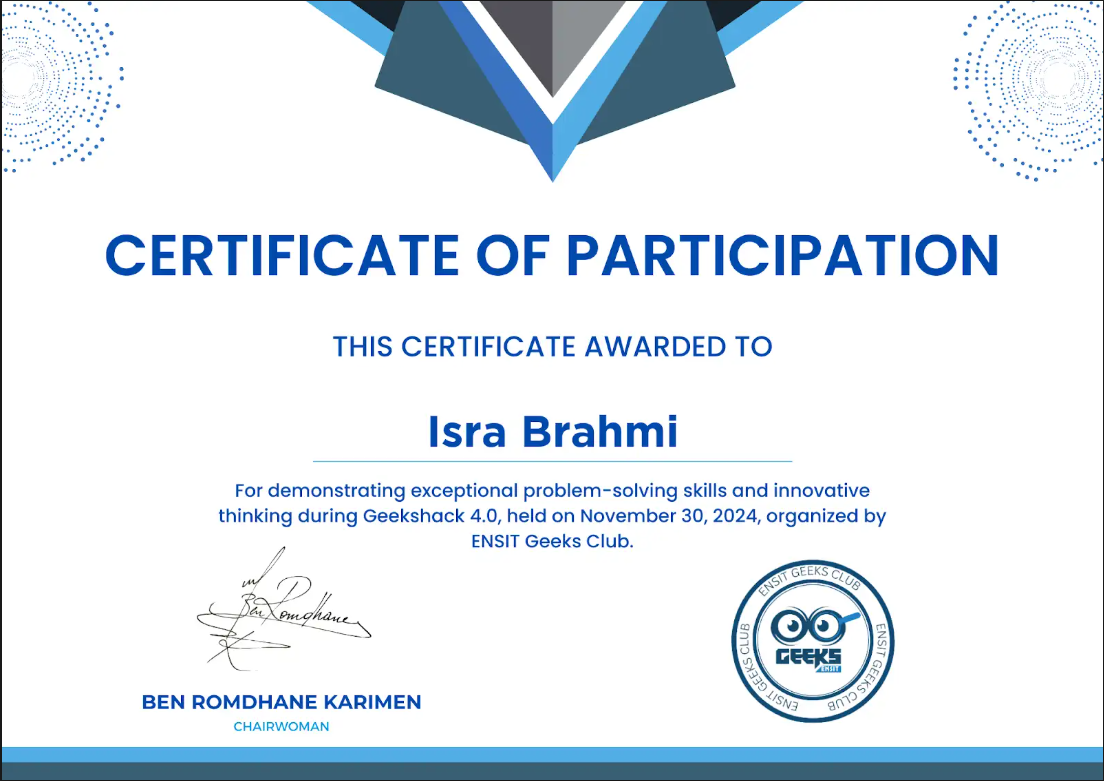 CERTIFICATE OF PARTICIPATION
THIS CERTIFICATE AWARDED TO
Isra Brahmi
For demonstrating exceptional problem-solving skills and innovative
thinking during Geekshack 4.0, held on November 30, 2024, organized by
ENSIT Geeks Club.
Ben Romdhane
BEN ROMDHANE KARIMEN
CHAIRWOMAN
ENSIT GEEKS CLUB
ENSIT GEEKS CLUB
ENSIT GEEKS CLUB
GEEKS
ENSIT